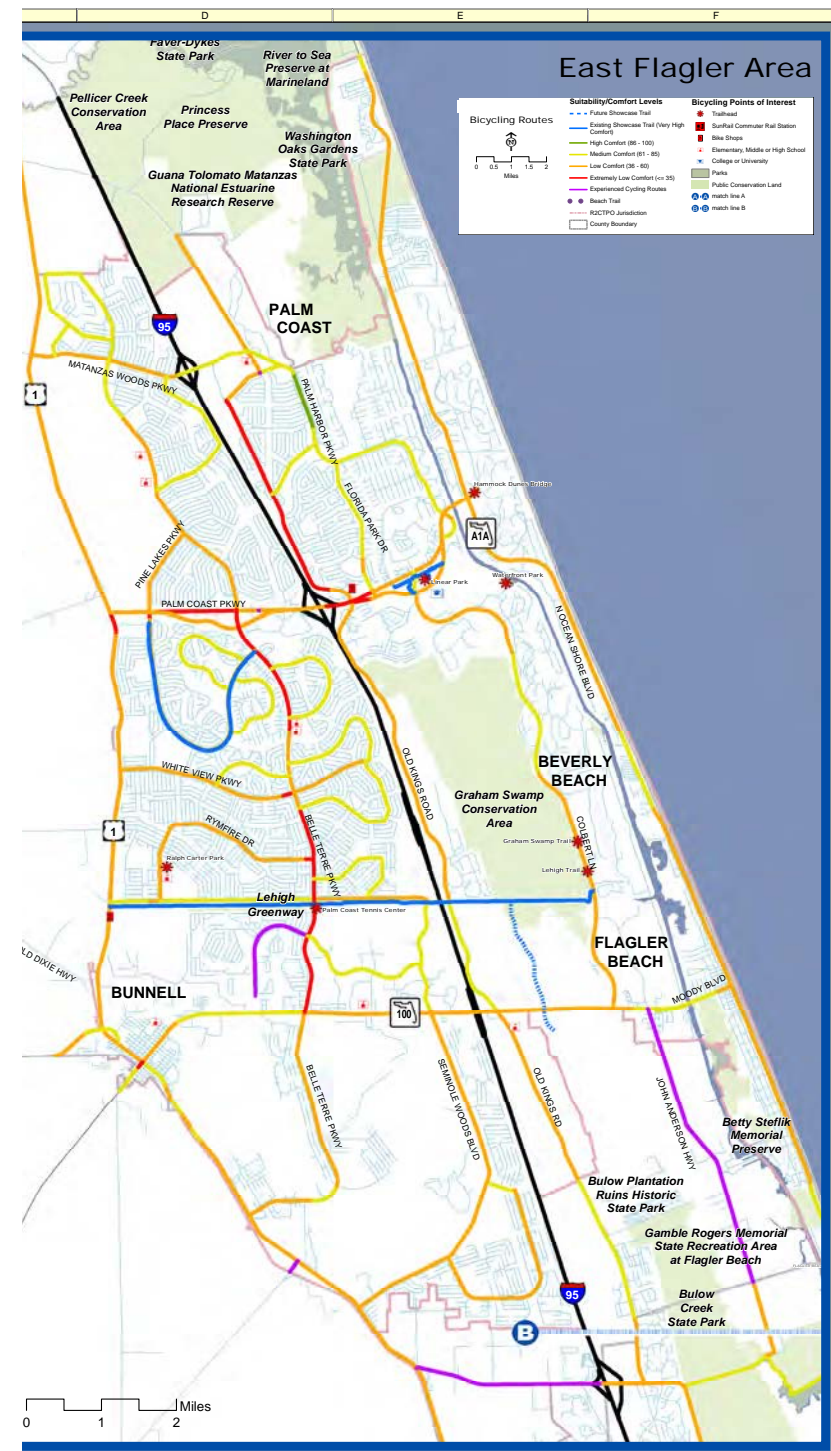 D
E
F
East Flagler Area
Bicycling Routes
0 0.5 1 1.5 2
Miles
Suitability/Comfort Levels
Future Showcase Trail
Existing Showcase Trail (Very High
Comfort)
High Comfort (86 - 100)
Medium Comfort (61 - 85)
Low Comfort (36 - 60)
Extremely Low Comfort (<= 35)
Experienced Cycling Routes
Beach Trail
R2CTPO Jurisdiction
County Boundary
Bicycling Points of Interest
Trailhead
SunRail Commuter Rail Station
Bike Shops
Elementary, Middle or High School
College or University
Parks
Public Conservation Land
A A match line A
B B match line B
Faver-Dykes
State Park
River to Sea
Preserve at
Marineland
Pellicer Creek
Conservation
Area
Princess
Place Preserve
Washington
Oaks Gardens
State Park
Guana Tolomato Matanzas
National Estuarine
Research Reserve
PALM
COAST
95
MATANZAS WOODS PKWY
1
PALM HARBOR PKWY
Hammock Dunes Bridge
FLORIDA PARK DR
A1A
PINE LAKES PKWY
Linear Park
Waterfront Park
PALM COAST PKWY
N OCEAN SHORE BLVD
OLD KINGS ROAD
BEVERLY
BEACH
WHITE VIEW PKWY
Graham Swamp
Conservation
Area
COLBERT LN
1
RYMFIRE DR
BELLE TERRE PKWY
Graham Swamp Trail
Ralph Carter Park
Lehigh Trail
Lehigh
Greenway
Palm Coast Tennis Center
FLAGLER
BEACH
LD DIXIE HWY
BUNNELL
MOODY BLVD
100
BELLE TERRE PKWY
SEMINOLE WOODS BLVD
OLD KINGS RD
JOHN ANDERSON HWY
Betty Steflik
Memorial
Preserve
Bulow Plantation
Ruins Historic
State Park
Gamble Rogers Memorial
State Recreation Area
at Flagler Beach
95
Bulow
Creek
State Park
B
Miles
0 1 2